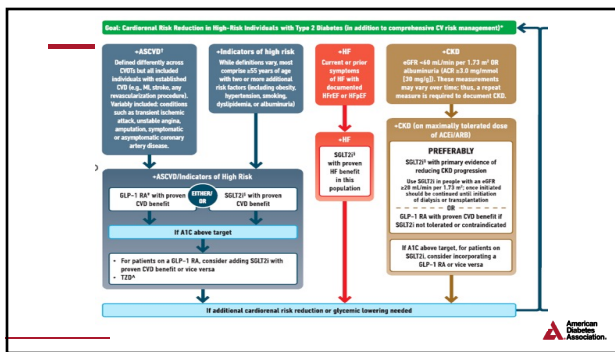 Goal: Cardiorenal Risk Reduction in High-Risk Individuals with Type 2 Diabetes (in addition to comprehensive CV risk management)*
+ASCVD†
Defined differently across
CVOTs but all included
individuals with established
CVD (e.g., MI, stroke, any
revascularization procedure).
Variably included: conditions
such as transient ischemic
attack, unstable angina,
amputation, symptomatic
or asymptomatic coronary
artery disease.
+Indicators of high risk
While definitions vary, most
comprise ≥55 years of age
with two or more additional
risk factors (including obesity,
hypertension, smoking,
dyslipidemia, or albuminuria)
+HF
Current or prior
symptoms
of HF with
documented
HFrEF or HFpEF
+CKD
eGFR <60 mL/min per 1.73 m² OR
albuminuria (ACR ≥3.0 mg/mmol
[30 mg/g]). These measurements
may vary over time; thus, a
repeat measure is required to
document CKD.
+ASCVD/Indicators of High Risk
GLP-1 RA# with proven
CVD benefit
EITHER/
OR
SGLT2i§ with proven
CVD benefit
If A1C above target
• For patients on a GLP-1 RA, consider adding SGLT2i with
proven CVD benefit or vice versa
• TZD^
+HF
SGLT2i§
with proven
HF benefit
in this
population
+CKD (on maximally tolerated dose
of ACEi/ARB)
PREFERABLY
SGLT2i§ with primary evidence of
reducing CKD progression
Use SGLT2i in people with an eGFR
≥20 mL/min per 1.73 m²; once initiated
should be continued until initiation
of dialysis or transplantation
OR
GLP-1 RA with proven CVD benefit if
SGLT2i not tolerated or contraindicated
If A1C above target, for patients on
SGLT2i, consider incorporating a
GLP-1 RA or vice versa
If additional cardiorenal risk reduction or glycemic lowering needed
American
Diabetes
Association.